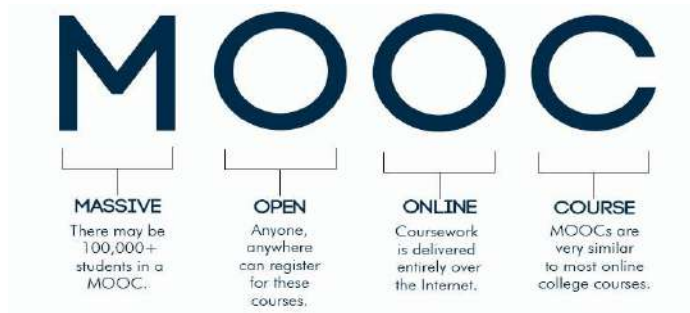 MOOC
MASSIVE
There may be
100,000+
students in a
MOOC.
OPEN
Anyone,
anywhere
can register
for these
courses.
ONLINE
Coursework
is delivered
entirely over
the Internet.
COURSE
MOOCs are
very similar
to most online
college courses.